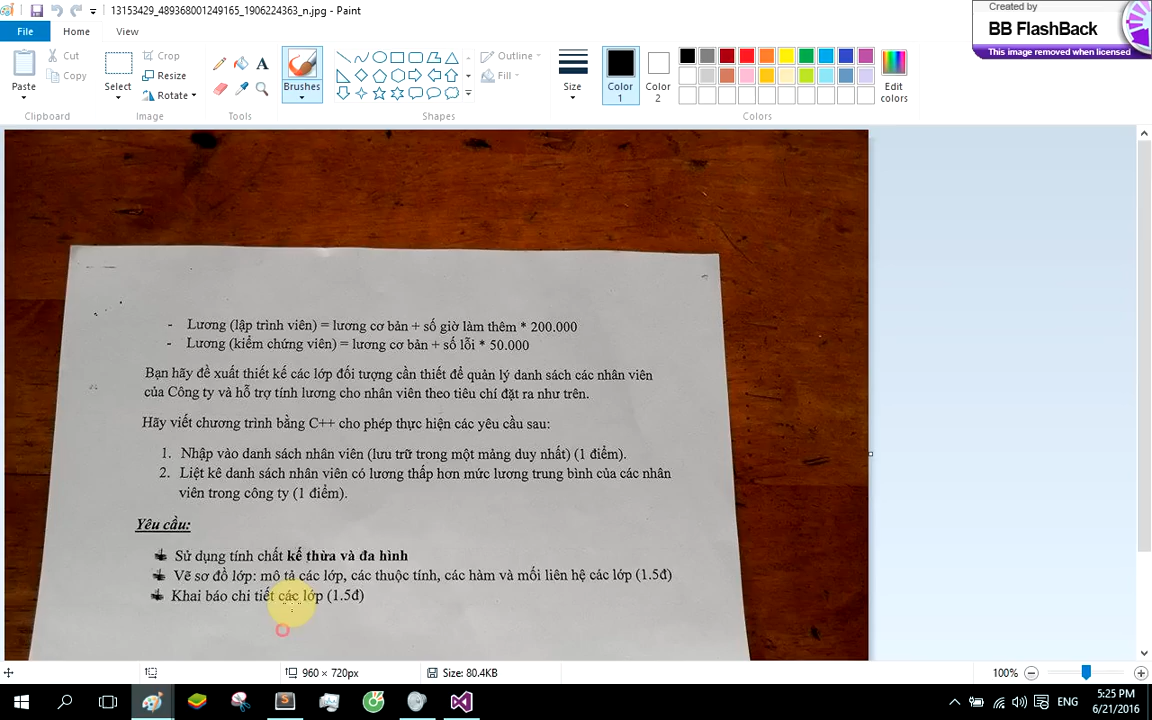 13153429_489368001249165_1906224363_n.jpg - Paint
Created by
BB FlashBack
This image removed when licensed
File
Home
View
Paste
Cut
Copy
Clipboard
Select
Crop
Resize
Rotate
Image
A
Tools
Brushes
Outline
Fill
Shapes
Size
Color
1
Color
2
Edit
colors
Colors
- Lương (lập trình viên) = lương cơ bản + số giờ làm thêm * 200.000
- Lương (kiểm chứng viên) = lương cơ bản + số lỗi * 50.000
Bạn hãy đề xuất thiết kế các lớp đối tượng cần thiết để quản lý danh sách các nhân viên
của Công ty và hỗ trợ tính lương cho nhân viên theo tiêu chí đặt ra như trên.
Hãy viết chương trình bằng C++ cho phép thực hiện các yêu cầu sau:
1. Nhập vào danh sách nhân viên (lưu trữ trong một mảng duy nhất) (1 điểm).
2. Liệt kê danh sách nhân viên có lương thấp hơn mức lương trung bình của các nhân
viên trong công ty (1 điểm).
Yêu cầu:
Sử dụng tính chất kế thừa và đa hình
Vẽ sơ đồ lớp: mô tả các lớp, các thuộc tính, các hàm và mối liên hệ các lớp (1.5đ)
Khai báo chi tiết các lớp (1.5đ)
960 × 720px
Size: 80.4KB
100%
ENG
5:25 PM
6/21/2016